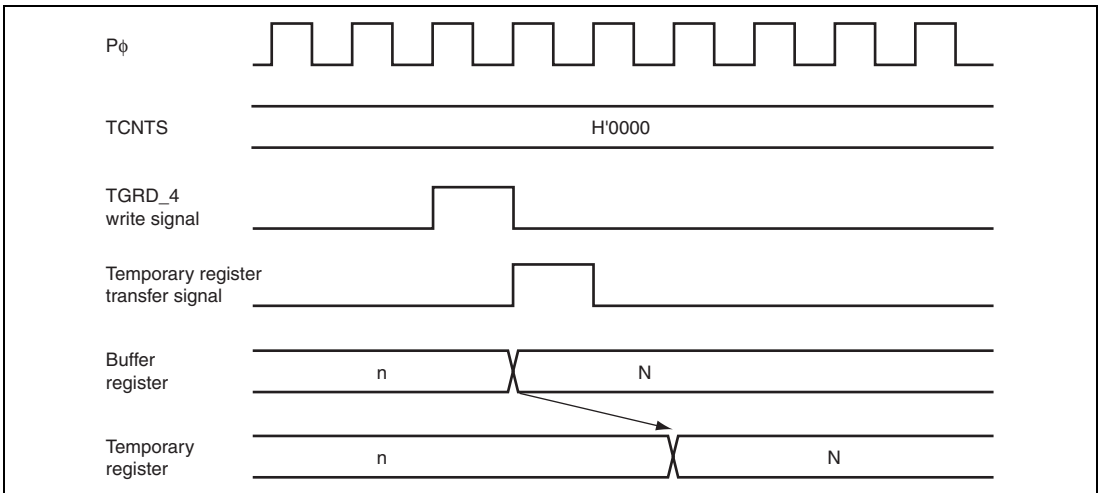 Pϕ
TCNTS
H'0000
TGRD_4
write signal
Temporary register
transfer signal
Buffer
register
n
N
Temporary
register
n
N